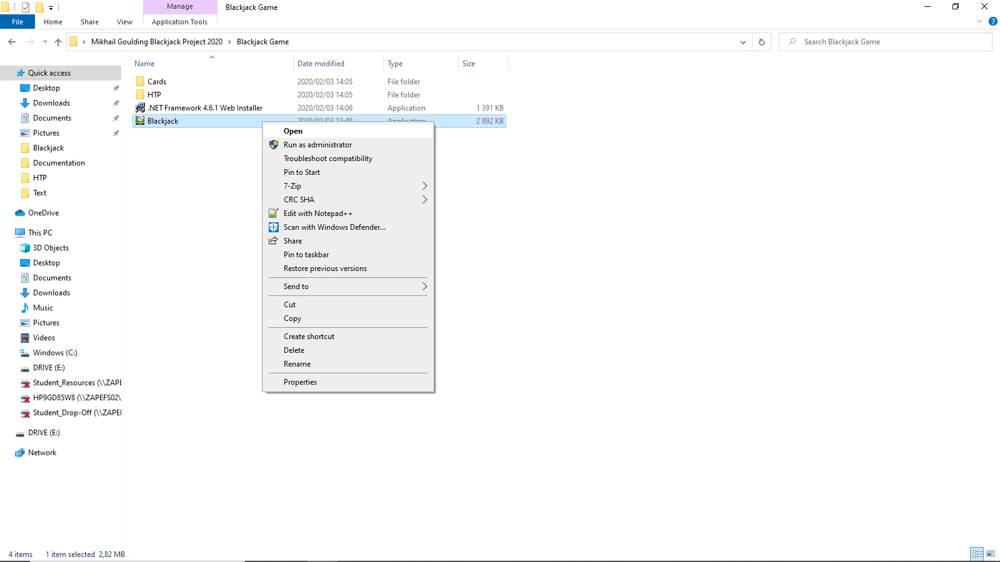 Manage
Blackjack Game
File
Home
Share
View
Application Tools
Mikhail Goulding Blackjack Project 2020
Blackjack Game
Search Blackjack Game
Name
Date modified
Type
Size
Cards 2020/02/03 14:05 File folder
HTP 2020/02/03 14:05 File folder
.NET Framework 4.6.1 Web Installer 2020/02/03 14:06 Application 1 391 KB
Blackjack 2020/02/03 13:49 Application 2 892 KB
Quick access
Desktop
Downloads
Documents
Pictures
Blackjack
Documentation
HTP
Text
OneDrive
This PC
3D Objects
Desktop
Documents
Downloads
Music
Pictures
Videos
Windows (C:)
DRIVE (E:)
Student_Resources (\\ZAPE
HP9GD85W8 (\\ZAPEFS02\
Student_Drop-Off (\\ZAPE
DRIVE (E:)
Network
Open
Run as administrator
Troubleshoot compatibility
Pin to Start
7-Zip
CRC SHA
Edit with Notepad++
Scan with Windows Defender...
Share
Pin to taskbar
Restore previous versions
Send to
Cut
Copy
Create shortcut
Delete
Rename
Properties
4 items
1 item selected 2,82 MB